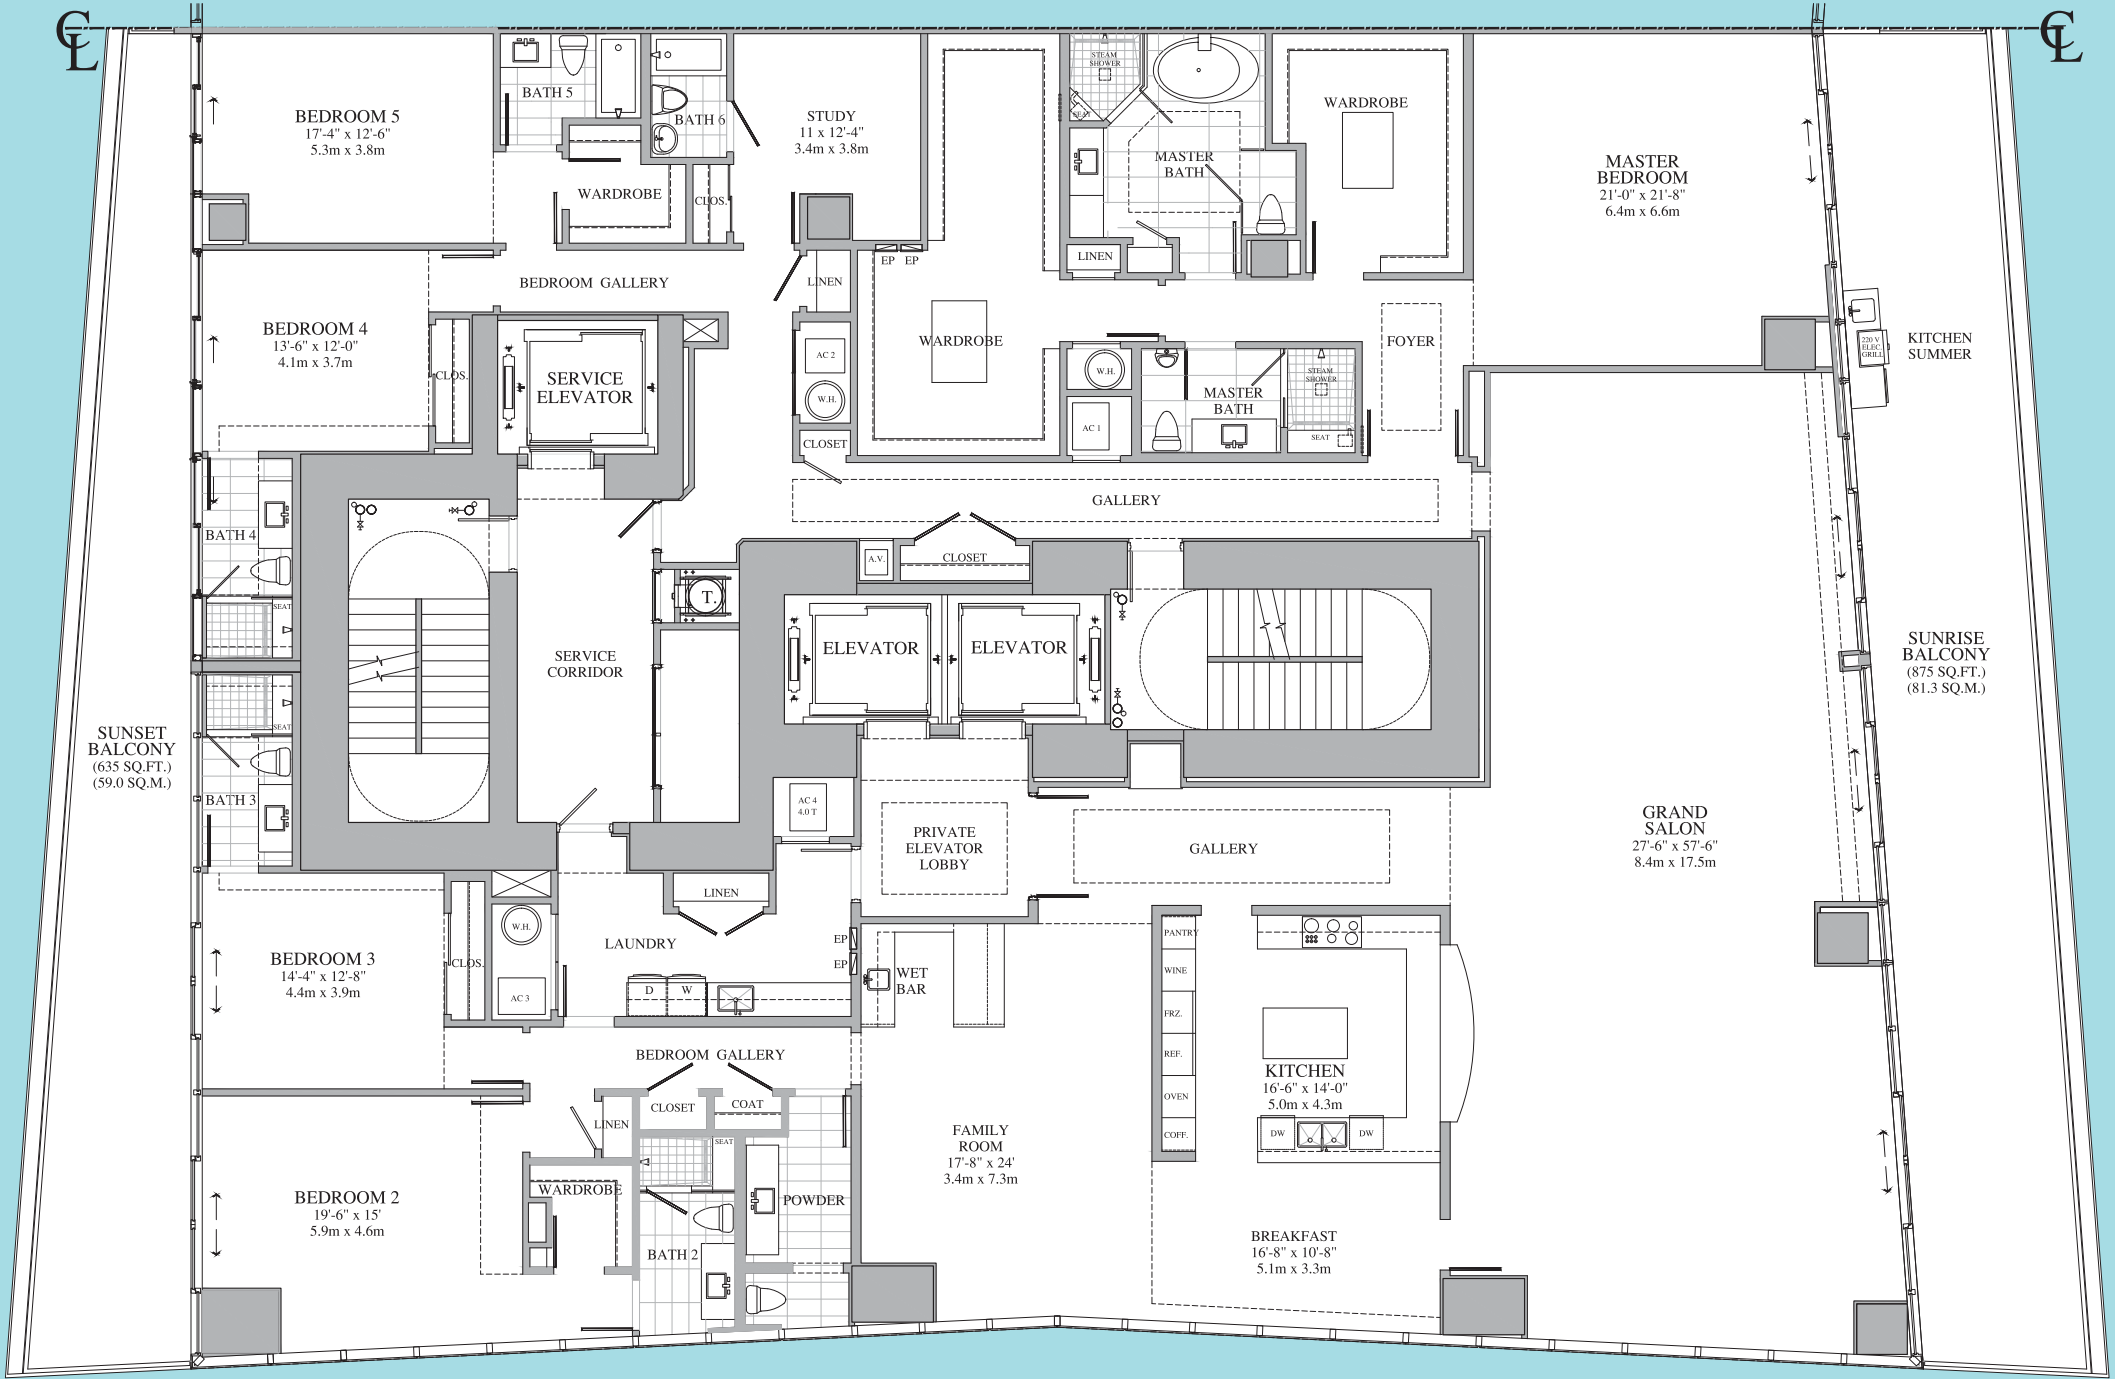 CL
CL
BEDROOM 5
17'-4" x 12'-6"
5.3m x 3.8m
BATH 5
BATH 6
WARDROBE
CLOS.
STUDY
11 x 12'-4"
3.4m x 3.8m
STEAM
SHOWER
SEAT
MASTER
BATH
WARDROBE
MASTER
BEDROOM
21'-0" x 21'-8"
6.4m x 6.6m
LINEN
EP
EP
BEDROOM GALLERY
LINEN
BEDROOM 4
13'-6" x 12'-0"
4.1m x 3.7m
CLOS.
SERVICE
ELEVATOR
AC 2
W.H.
CLOSET
WARDROBE
W.H.
AC 1
MASTER
BATH
STEAM
SHOWER
SEAT
FOYER
220 V
ELEC.
GRILL
KITCHEN
SUMMER
GALLERY
BATH 4
SEAT
A.V.
CLOSET
T.
ELEVATOR
ELEVATOR
SERVICE
CORRIDOR
SUNRISE
BALCONY
(875 SQ.FT.)
(81.3 SQ.M.)
SUNSET
BALCONY
(635 SQ.FT.)
(59.0 SQ.M.)
SEAT
BATH 3
AC 4
4.0 T
PRIVATE
ELEVATOR
LOBBY
GALLERY
GRAND
SALON
27'-6" x 57'-6"
8.4m x 17.5m
LINEN
W.H.
LAUNDRY
EP
EP
BEDROOM 3
14'-4" x 12'-8"
4.4m x 3.9m
CLOS.
AC 3
D
W
WET
BAR
PANTRY
WINE
FRZ.
REF.
OVEN
COFF.
BEDROOM GALLERY
KITCHEN
16'-6" x 14'-0"
5.0m x 4.3m
DW
DW
CLOSET
COAT
LINEN
SEAT
FAMILY
ROOM
17'-8" x 24'
3.4m x 7.3m
BEDROOM 2
19'-6" x 15'
5.9m x 4.6m
WARDROBE
POWDER
BATH 2
BREAKFAST
16'-8" x 10'-8"
5.1m x 3.3m